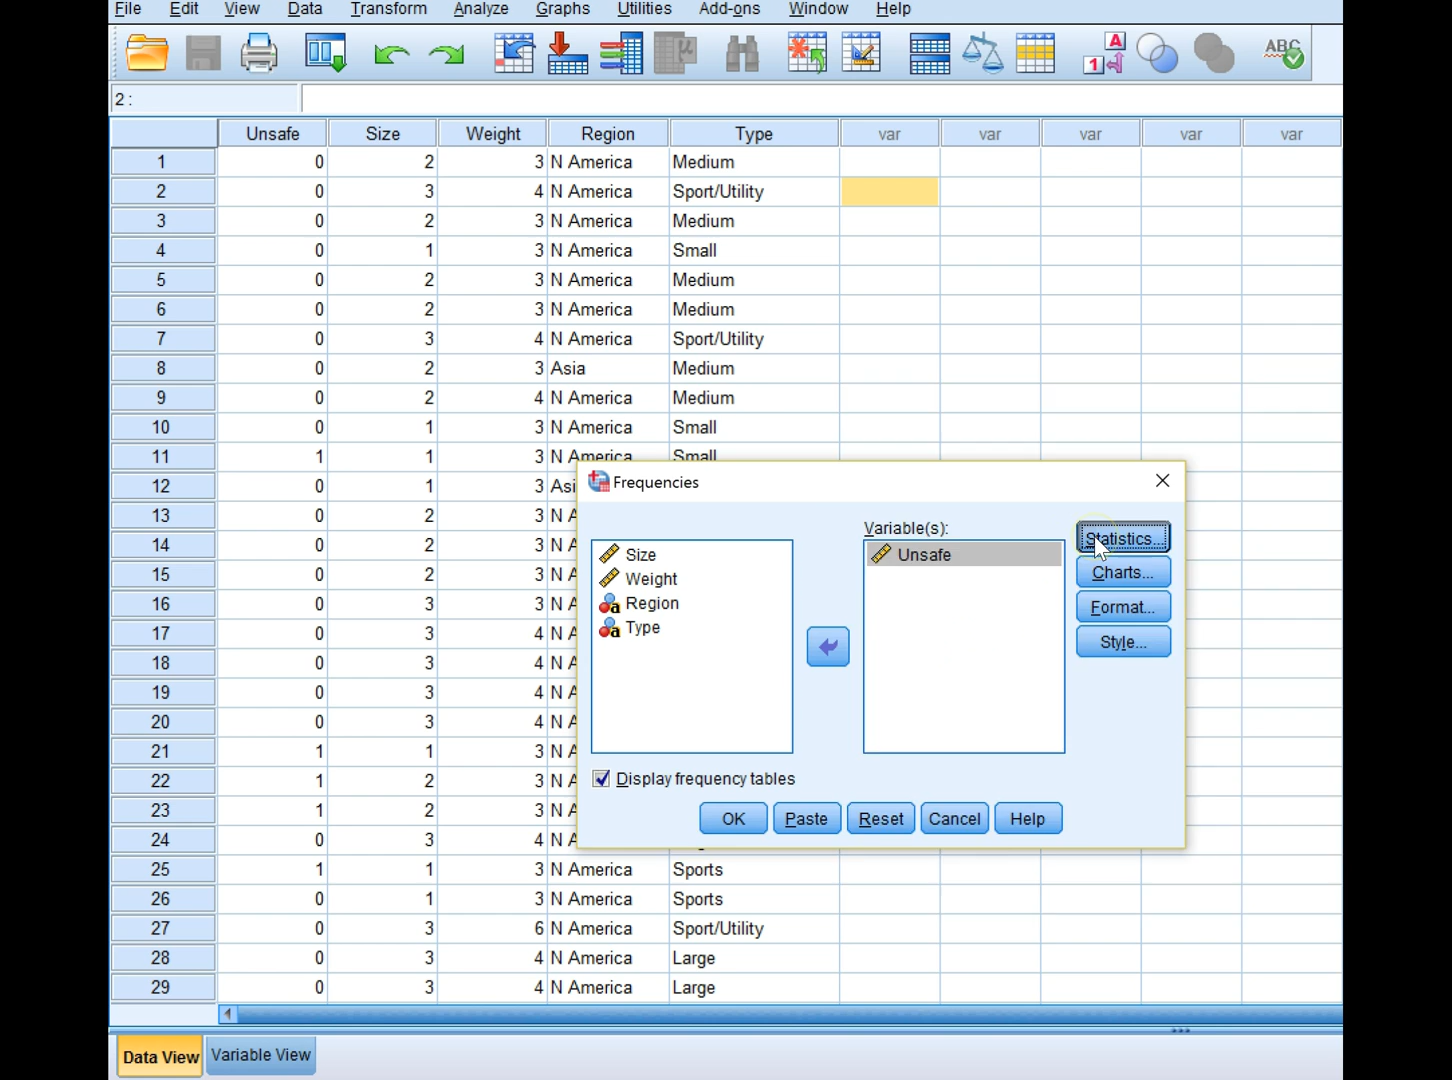 File Edit View Data Transform Analyze Graphs Utilities Add-ons Window Help
A
1
ABC
2 :
Unsafe Size Weight Region Type var var var var var
1 0 2 3 N America Medium
2 0 3 4 N America Sport/Utility
3 0 2 3 N America Medium
4 0 1 3 N America Small
5 0 2 3 N America Medium
6 0 2 3 N America Medium
7 0 3 4 N America Sport/Utility
8 0 2 3 Asia Medium
9 0 2 4 N America Medium
10 0 1 3 N America Small
11 1 1 3 N America Small
12 0 1 3 Asi
13 0 2 3 N A
14 0 2 3 N A
15 0 2 3 N A
16 0 3 3 N A
17 0 3 4 N A
18 0 3 4 N A
19 0 3 4 N A
20 0 3 4 N A
21 1 1 3 N A
22 1 2 3 N A
23 1 2 3 N A
24 0 3 4 N A
25 1 1 3 N America Sports
26 0 1 3 N America Sports
27 0 3 6 N America Sport/Utility
28 0 3 4 N America Large
29 0 3 4 N America Large
Frequencies
Variable(s):
Size
Weight
Region
Type
Unsafe
Statistics...
Charts...
Format...
Style...
Display frequency tables
OK Paste Reset Cancel Help
Data View Variable View